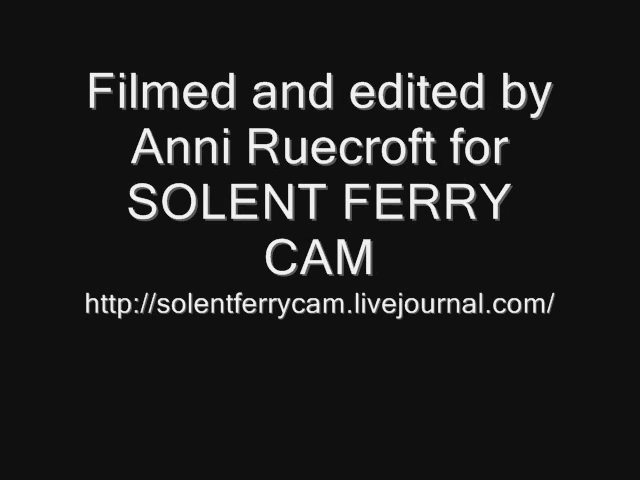 Filmed and edited by
Anni Ruecroft for
SOLENT FERRY
CAM
http://solentferrycam.livejournal.com/